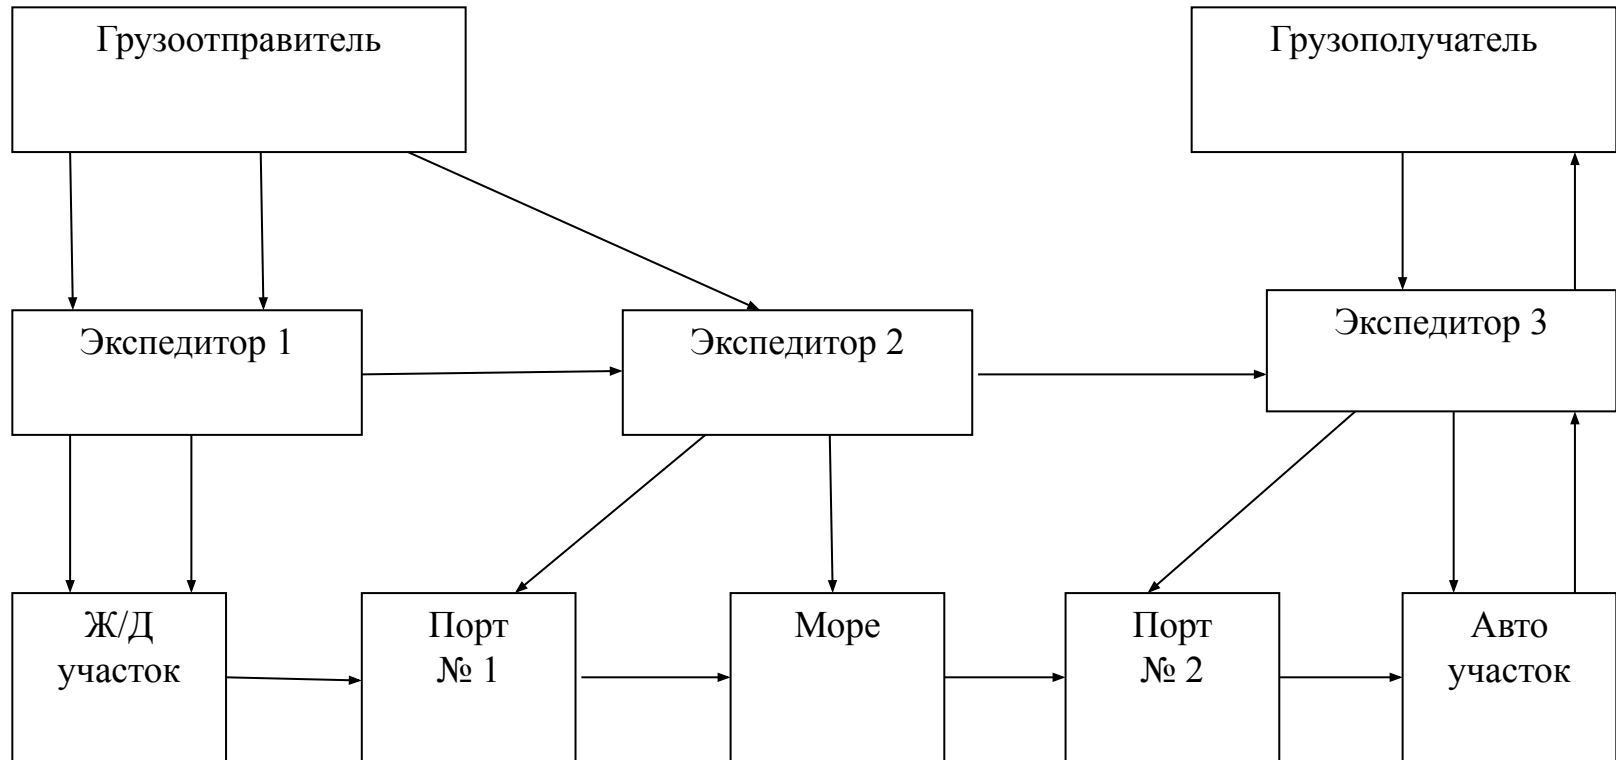 Грузоотправитель
Грузополучатель
Экспедитор 1
Экспедитор 2
Экспедитор 3
Ж/Д
участок
Порт
№ 1
Море
Порт
№ 2
Авто
участок